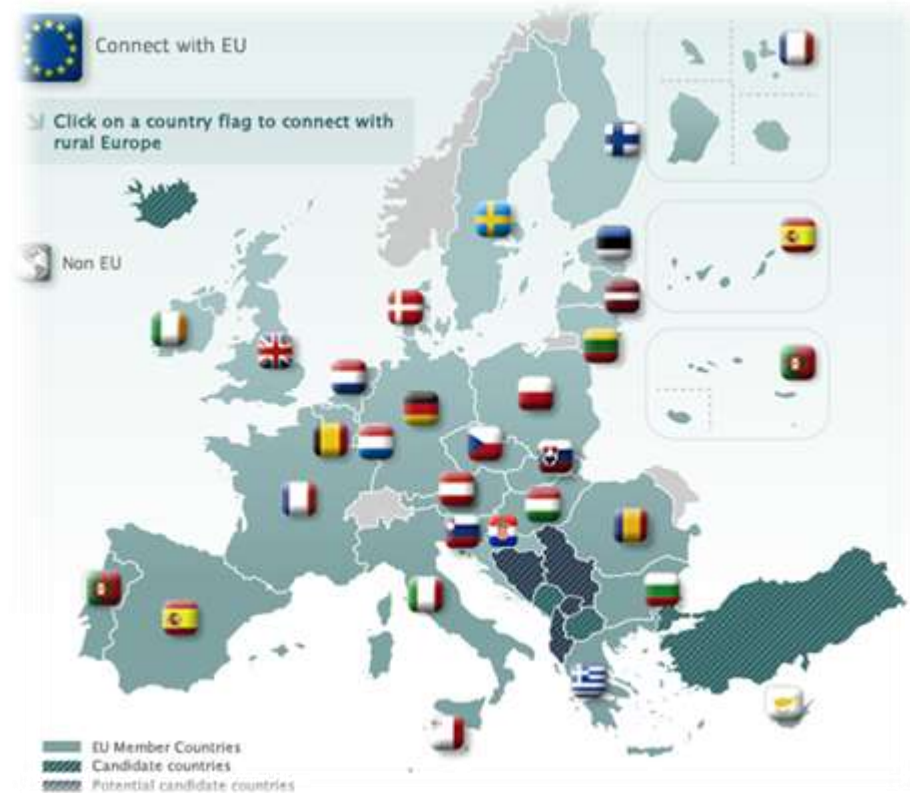 Connect with EU
Click on a country flag to connect with
rural Europe
Non EU
EU Member Countries
Candidate countries
Potential candidate countries